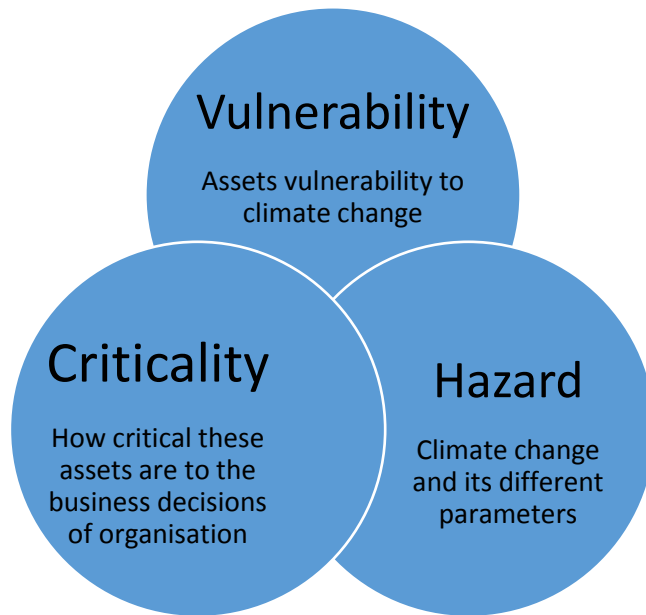 Vulnerability
Assets vulnerability to
climate change
Criticality
How critical these
assets are to the
business decisions
of organisation
Hazard
Climate change
and its different
parameters